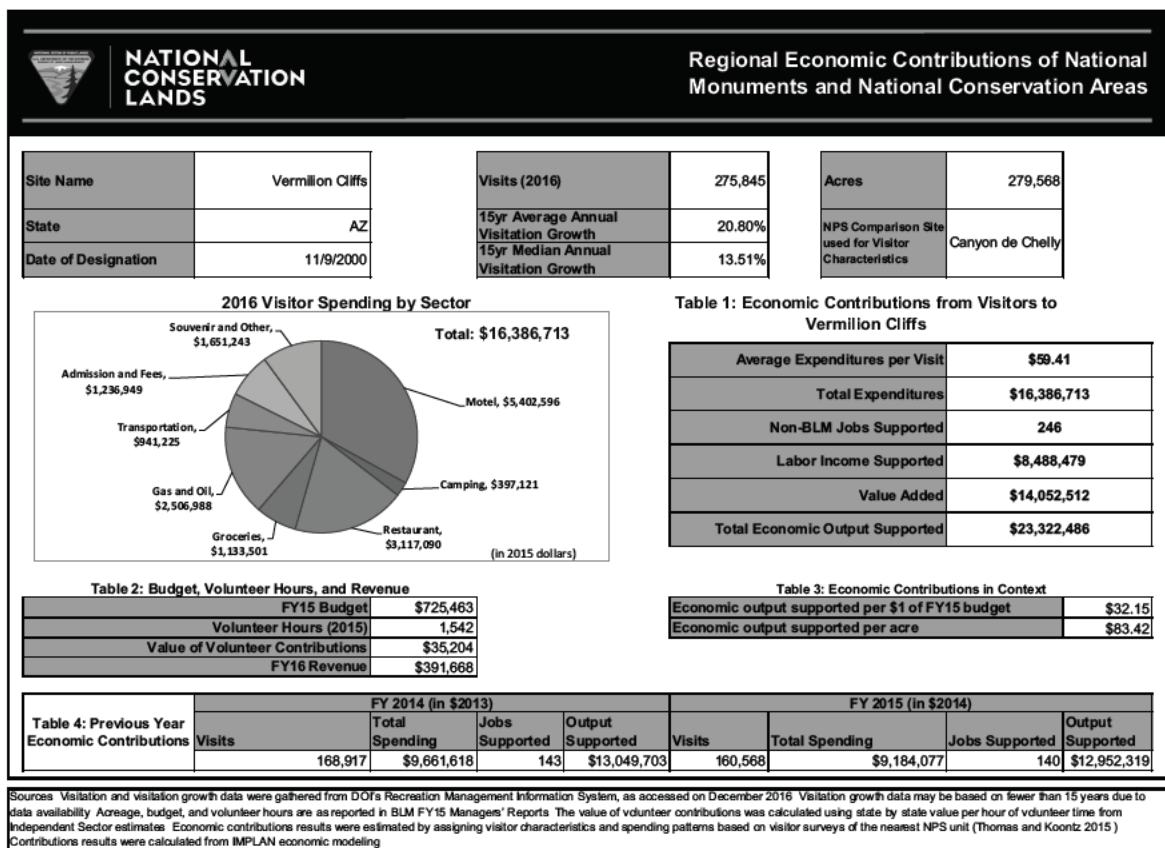 NATIONAL
CONSERVATION
LANDS
Regional Economic Contributions of National
Monuments and National Conservation Areas
Site Name Vermilion Cliffs
State AZ
Date of Designation 11/9/2000
Visits (2016) 275,845
15yr Average Annual
Visitation Growth 20.80%
15yr Median Annual
Visitation Growth 13.51%
Acres 279,568
NPS Comparison Site
used for Visitor
Characteristics
Canyon de Chelly
2016 Visitor Spending by Sector
Total: $16,386,713
Souvenir and Other,
$1,651,243
Admission and Fees,
$1,236,949
Transportation,
$941,225
Gas and Oil,
$2,506,988
Groceries,
$1,133,501
Motel, $5,402,596
Camping, $397,121
Restaurant,
$3,117,090
(in 2015 dollars)
Table 1: Economic Contributions from Visitors to
Vermilion Cliffs
Average Expenditures per Visit $59.41
Total Expenditures $16,386,713
Non-BLM Jobs Supported 246
Labor Income Supported $8,488,479
Value Added $14,052,512
Total Economic Output Supported $23,322,486
Table 2: Budget, Volunteer Hours, and Revenue
FY15 Budget $725,463
Volunteer Hours (2015) 1,542
Value of Volunteer Contributions $35,204
FY16 Revenue $391,668
Table 3: Economic Contributions in Context
Economic output supported per $1 of FY15 budget $32.15
Economic output supported per acre $83.42
Table 4: Previous Year
Economic Contributions
FY 2014 (in $2013) FY 2015 (in $2014)
Visits Total Spending Jobs Supported Output Supported Visits Total Spending Jobs Supported Output Supported
168,917 $9,661,618 143 $13,049,703 160,568 $9,184,077 140 $12,952,319
Sources Visitation and visitation growth data were gathered from DOI's Recreation Management Information System, as accessed on December 2016 Visitation growth data may be based on fewer than 15 years due to
data availability Acreage, budget, and volunteer hours are as reported in BLM FY15 Managers' Reports The value of volunteer contributions was calculated using state by state value per hour of volunteer time from
Independent Sector estimates Economic contributions results were estimated by assigning visitor characteristics and spending patterns based on visitor surveys of the nearest NPS unit (Thomas and Koontz 2015 )
Contributions results were calculated from IMPLAN economic modeling